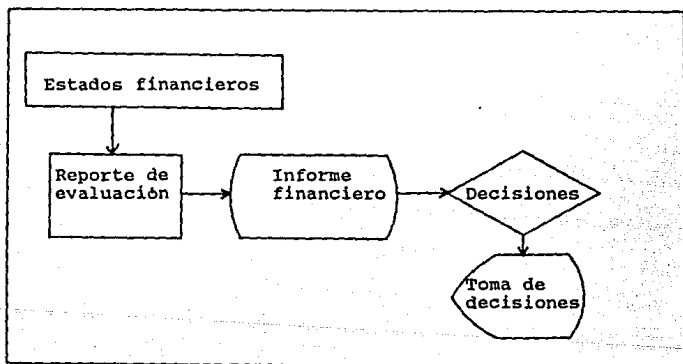 Estados financieros
Reporte de
evaluación
Informe
financiero
Decisiones
Toma de
decisiones